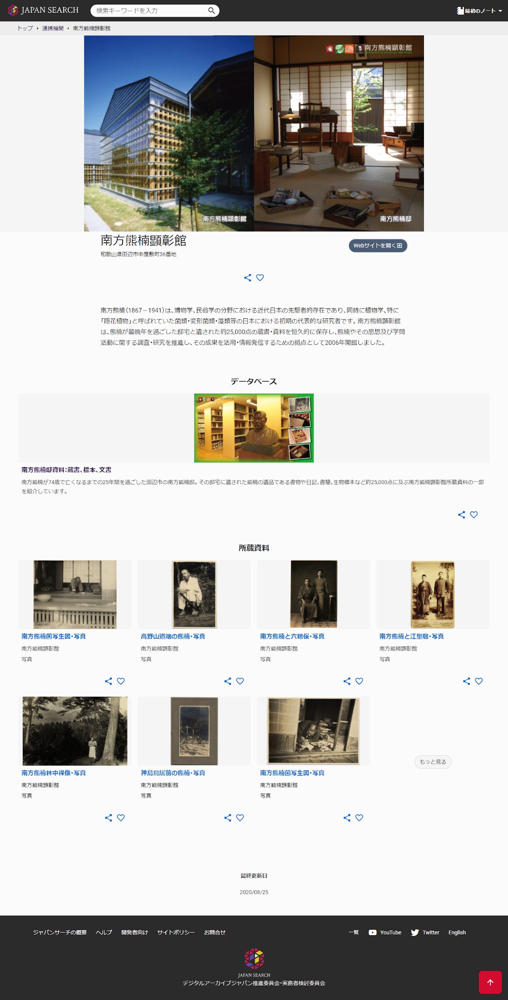 JAPAN SEARCH
検索キーワードを入力
最初のノート
トップ
連携機関
南方熊楠顕彰館
南方熊楠顕彰館
MINAKATA KUMAGUSU ARCHIVES
南方熊楠顕彰館
南方熊楠邸
南方熊楠顕彰館
Webサイトを開く
和歌山県田辺市中屋敷町36番地
南方熊楠（1867－1941）は、博物学、民俗学の分野における近代日本の先駆者的存在であり、同時に植物学、特に
「隠花植物」と呼ばれていた菌類・変形菌類・藻類等の日本における初期の代表的な研究者です。南方熊楠顕彰館
は、熊楠が最晩年を過ごした邸宅と遺された約25,000点の蔵書・資料を恒久的に保存し、熊楠やその思想及び学問
活動に関する調査・研究を推進し、その成果を活用・情報発信するための拠点として2006年開館しました。
データベース
南方熊楠顕彰館
南方熊楠邸資料：蔵書、標本、文書
南方熊楠が74歳で亡くなるまでの25年間を過ごした田辺市の南方熊楠邸。その邸宅に遺された熊楠の遺品である書物や日記、書簡、生物標本など約25,000点に及ぶ南方熊楠顕彰館所蔵資料の一部
を紹介しています。
所蔵資料
南方熊楠菌写生図・写真
南方熊楠顕彰館
写真
高野山道端の熊楠・写真
南方熊楠顕彰館
写真
南方熊楠と六鵜保・写真
南方熊楠顕彰館
写真
JACKSONVILLE
南方熊楠と江聖聡・写真
南方熊楠顕彰館
写真
南方熊楠林中裸像・写真
南方熊楠顕彰館
写真
神島鳥居前の熊楠・写真
南方熊楠顕彰館
写真
南方熊楠菌写生図・写真
南方熊楠顕彰館
写真
もっと見る
最終更新日
2020/08/25
ジャパンサーチの概要
ヘルプ
開発者向け
サイトポリシー
お問合せ
一覧
YouTube
Twitter
English
JAPAN SEARCH
デジタルアーカイブジャパン推進委員会・実務者検討委員会